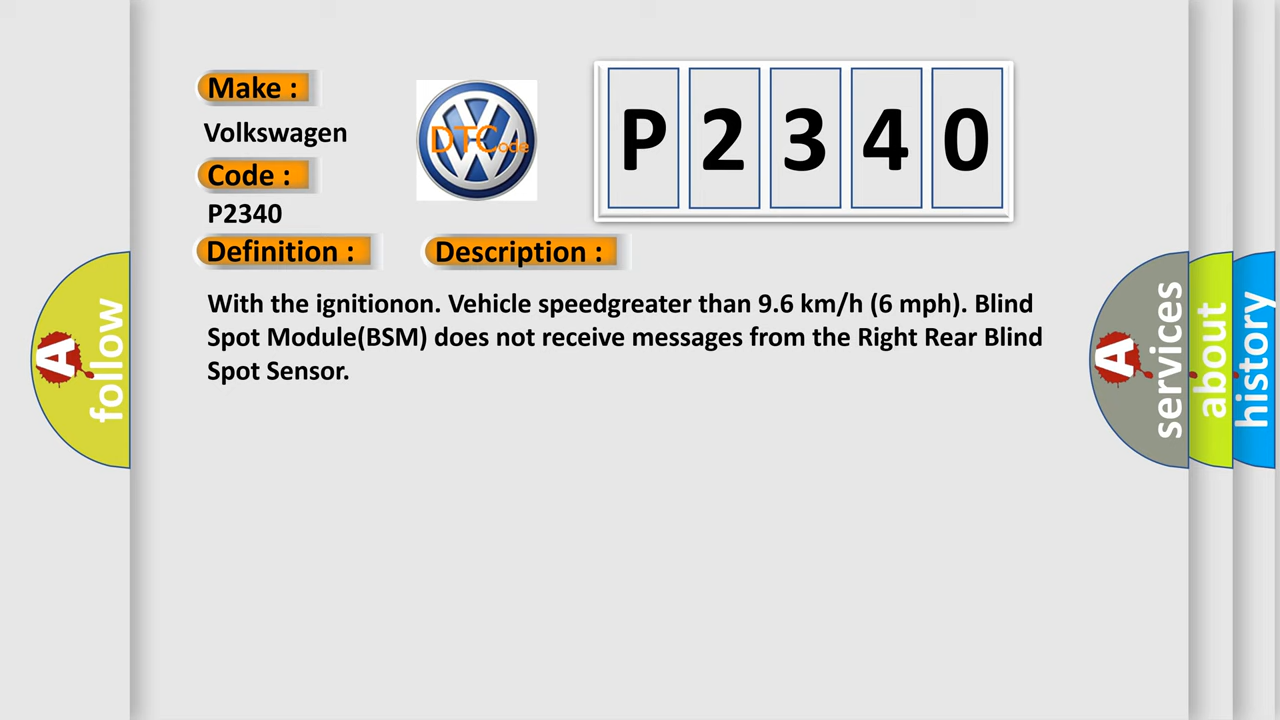 Make :
Volkswagen
Code :
P2340
Definition :
Description :
With the ignitionon. Vehicle speedgreater than 9.6 km/h (6 mph). Blind
Spot Module(BSM) does not receive messages from the Right Rear Blind
Spot Sensor.
DTCode
P 2 3 4 0
A follow
A services
about
history